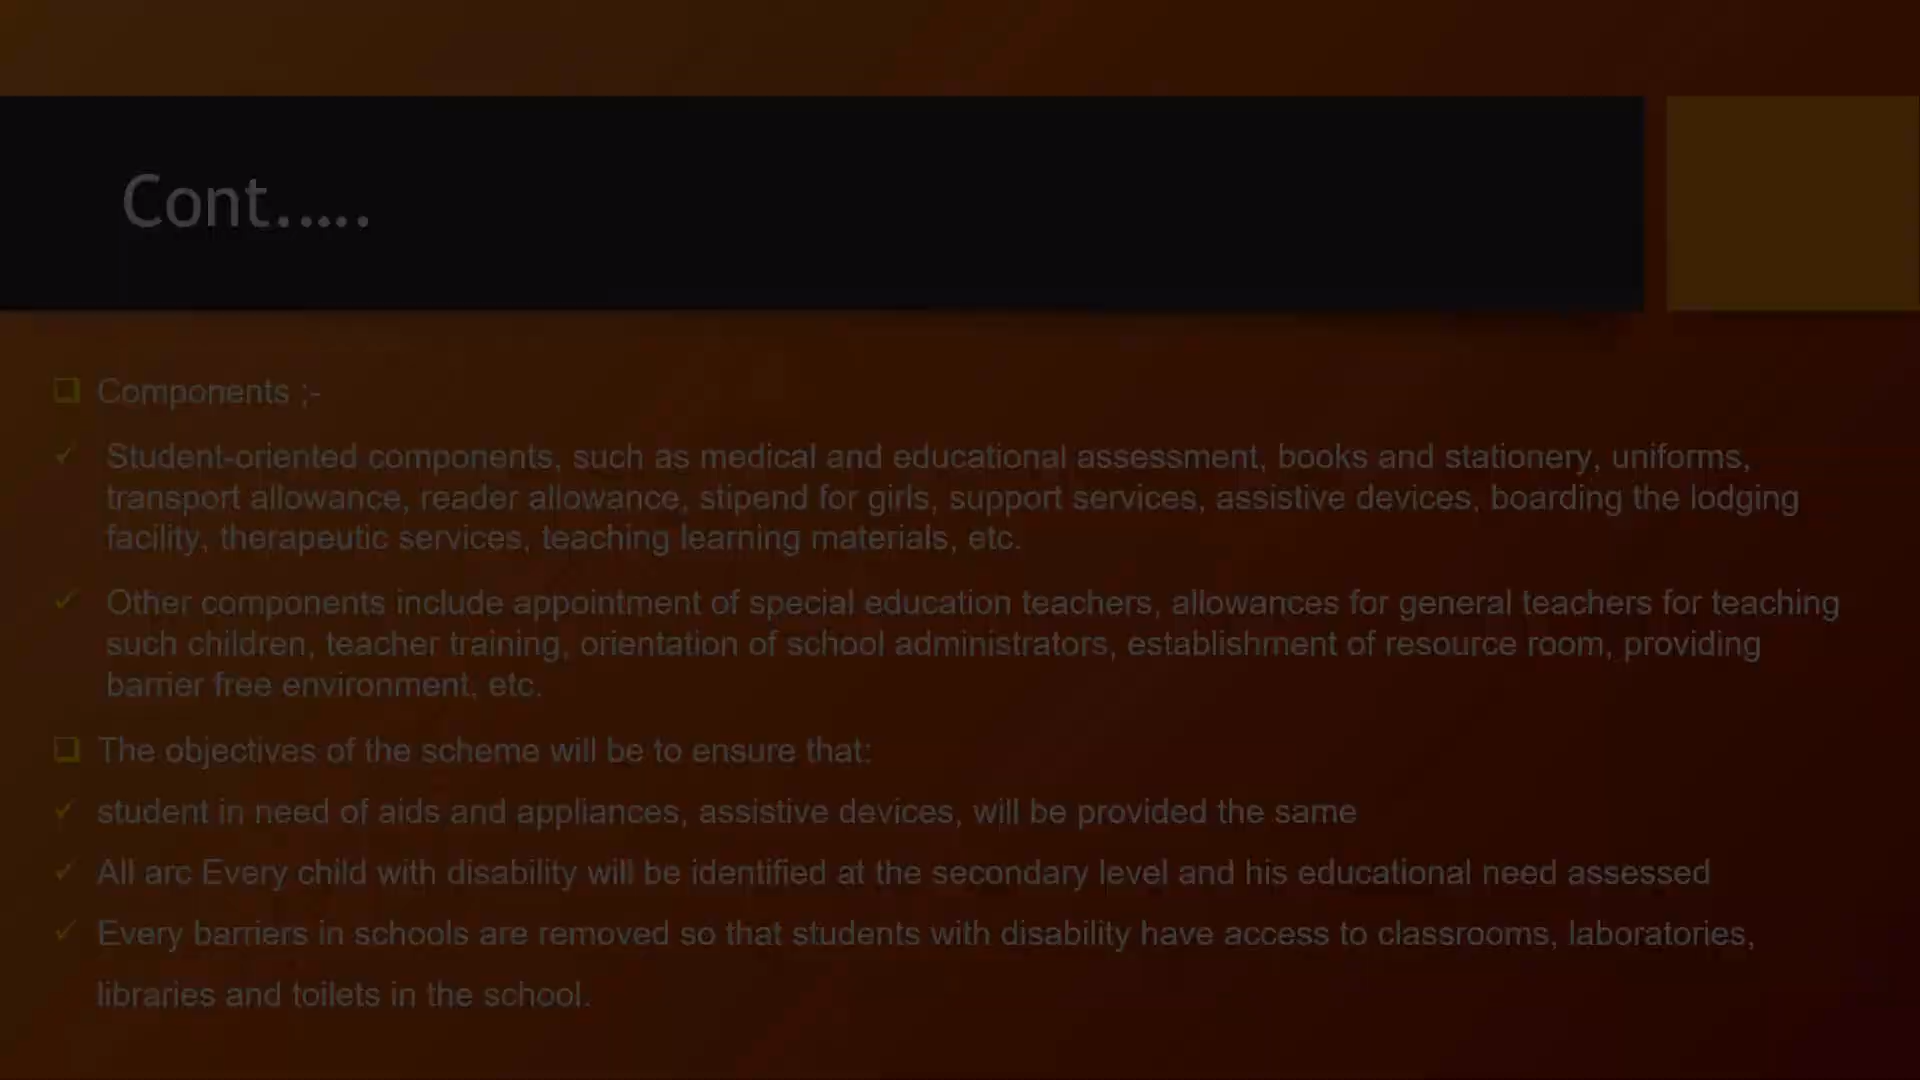 Cont.....
Components ;-
Student-oriented components, such as medical and educational assessment, books and stationery, uniforms,
transport allowance, reader allowance, stipend for girls, support services, assistive devices, boarding the lodging
facility, therapeutic services, teaching learning materials, etc.
Other components include appointment of special education teachers, allowances for general teachers for teaching
such children, teacher training, orientation of school administrators, establishment of resource room, providing
barrier free environment, etc.
The objectives of the scheme will be to ensure that:
student in need of aids and appliances, assistive devices, will be provided the same
All arc Every child with disability will be identified at the secondary level and his educational need assessed
Every barriers in schools are removed so that students with disability have access to classrooms, laboratories,
libraries and toilets in the school.